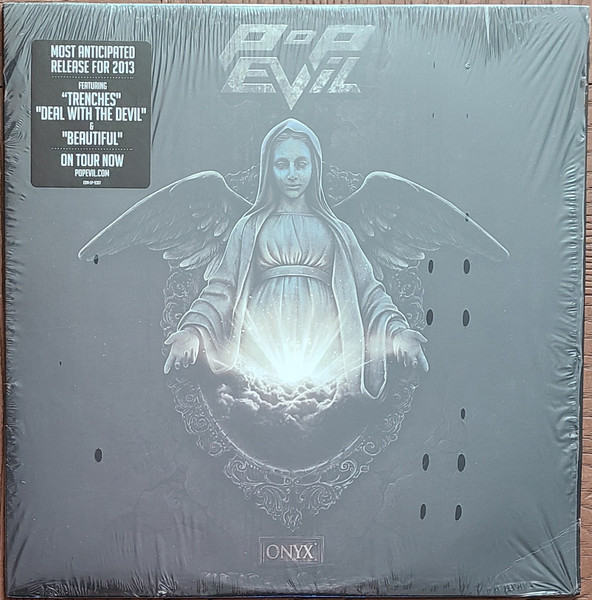 MOST ANTICIPATED
RELEASE FOR 2013
FEATURING
"TRENCHES"
"DEAL WITH THE DEVIL"
&
"BEAUTIFUL"
ON TOUR NOW
POPEVIL.COM
POP
EVIL
ONYX